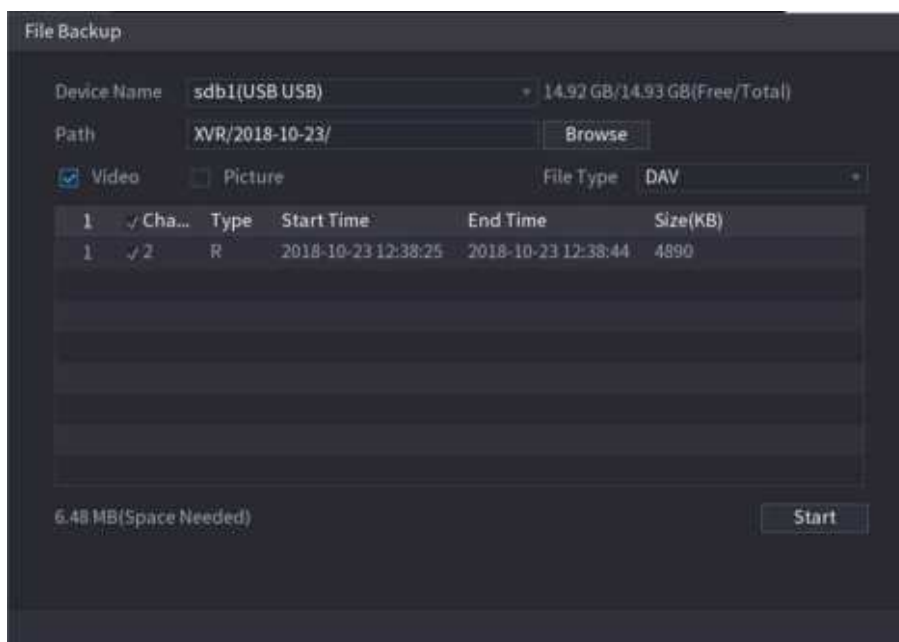 File Backup
Device Name sdb1(USB USB) 14.92 GB/14.93 GB(Free/Total)
Path XVR/2018-10-23/ Browse
Video Picture File Type DAV
1 Cha... Type Start Time End Time Size(KB)
1 2 R 2018-10-23 12:38:25 2018-10-23 12:38:44 4890
6.48 MB(Space Needed) Start